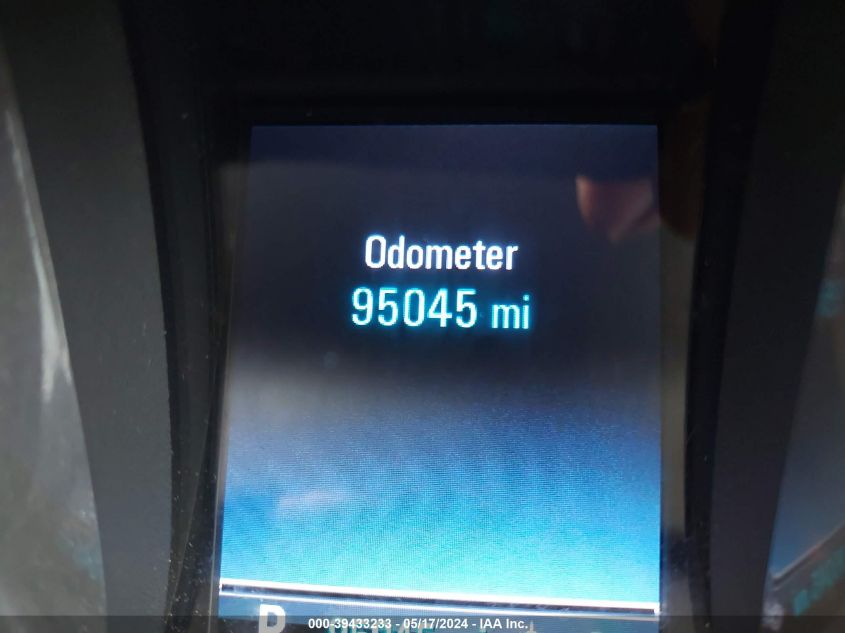 Odometer
95045 mi
P
000-39433233 - 05/17/2024 - IAA Inc.